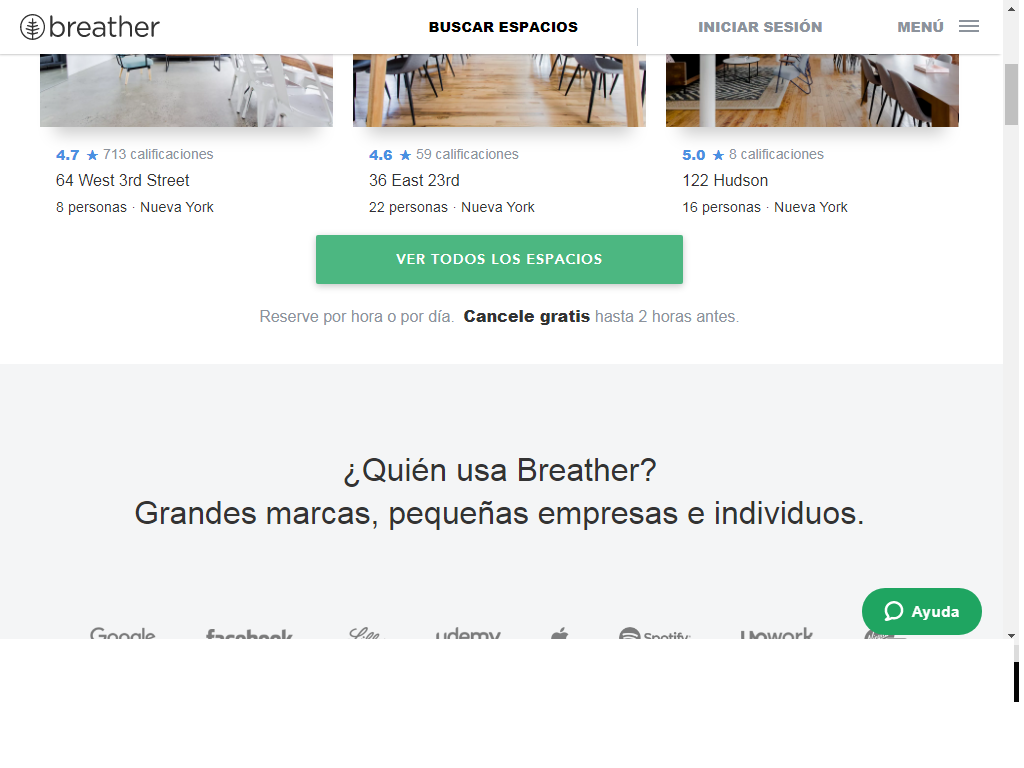 breather
BUSCAR ESPACIOS
INICIAR SESIÓN
MENÚ
4.7 ★ 713 calificaciones
64 West 3rd Street
8 personas · Nueva York
4.6 ★ 59 calificaciones
36 East 23rd
22 personas · Nueva York
5.0 ★ 8 calificaciones
122 Hudson
16 personas · Nueva York
VER TODOS LOS ESPACIOS
Reserve por hora o por día. Cancele gratis hasta 2 horas antes.
¿Quién usa Breather?
Grandes marcas, pequeñas empresas e individuos.
Google
facebook
udemy
Spotify
upwork
Ayuda